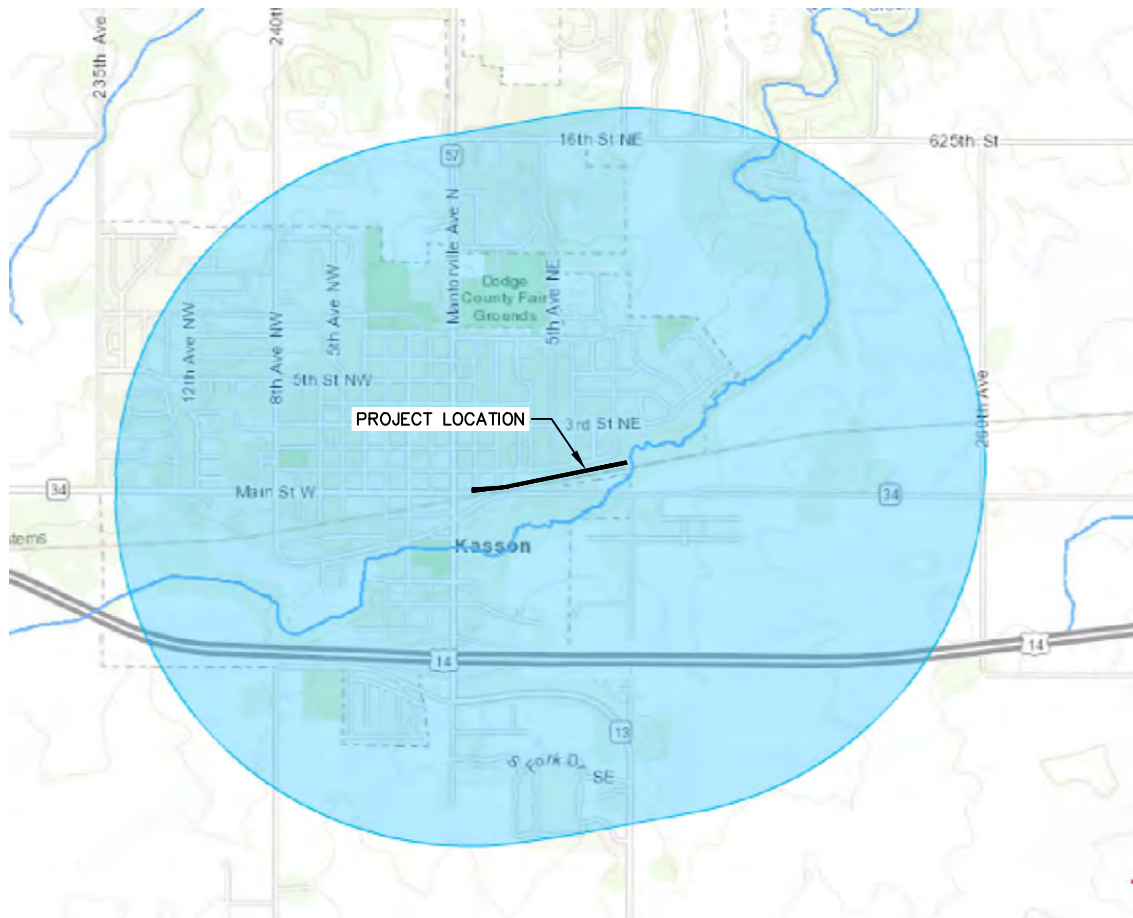 235th Ave
240th
57
16th St NE
625th St
Mantorville Ave N
Dodge
County Fair
Grounds
5th Ave NE
5th Ave NW
12th Ave NW
8th Ave NW
5th St NW
PROJECT LOCATION
3rd St NE
260th Ave
34
Main St W
34
Kasson
14
14
13
S Fork Dr
SE